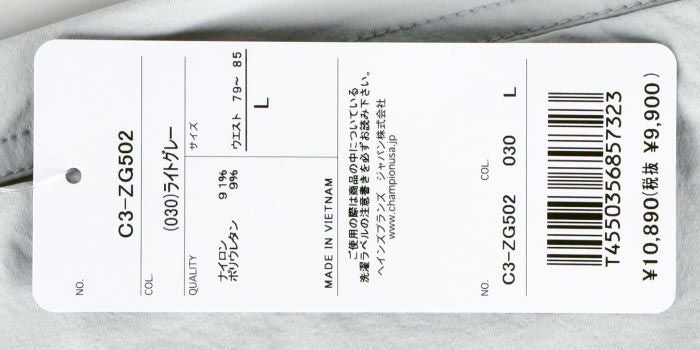 NO. C3-ZG502
COL. (030)ライトグレー
サイズ
ウエスト 79～ 85
L
QUALITY
ナイロン 91%
ポリウレタン 9%
MADE IN VIETNAM
ご使用の際は商品の中についている
洗濯ラベルの注意書きを必ずお読み下さい。
ヘインズブランズ ジャパン株式会社
www.championusa.jp
NO. COL.
C3-ZG502 030 L
T4550356857323
¥10,890(税抜 ¥9,900)